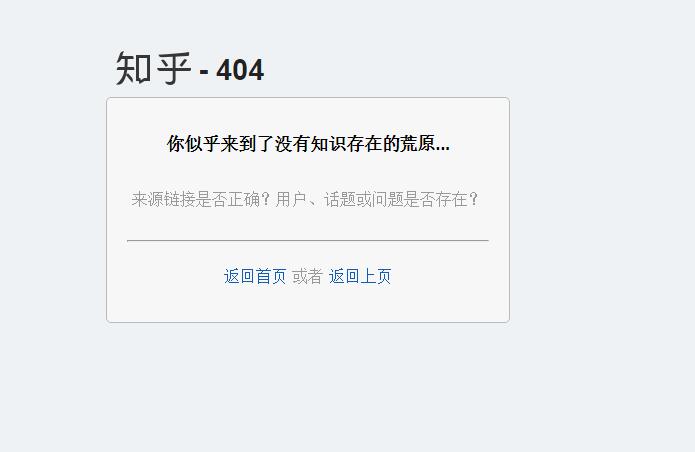 知乎 - 404
你似乎来到了没有知识存在的荒原...
来源链接是否正确？用户、话题或问题是否存在？
返回首页 或者 返回上页